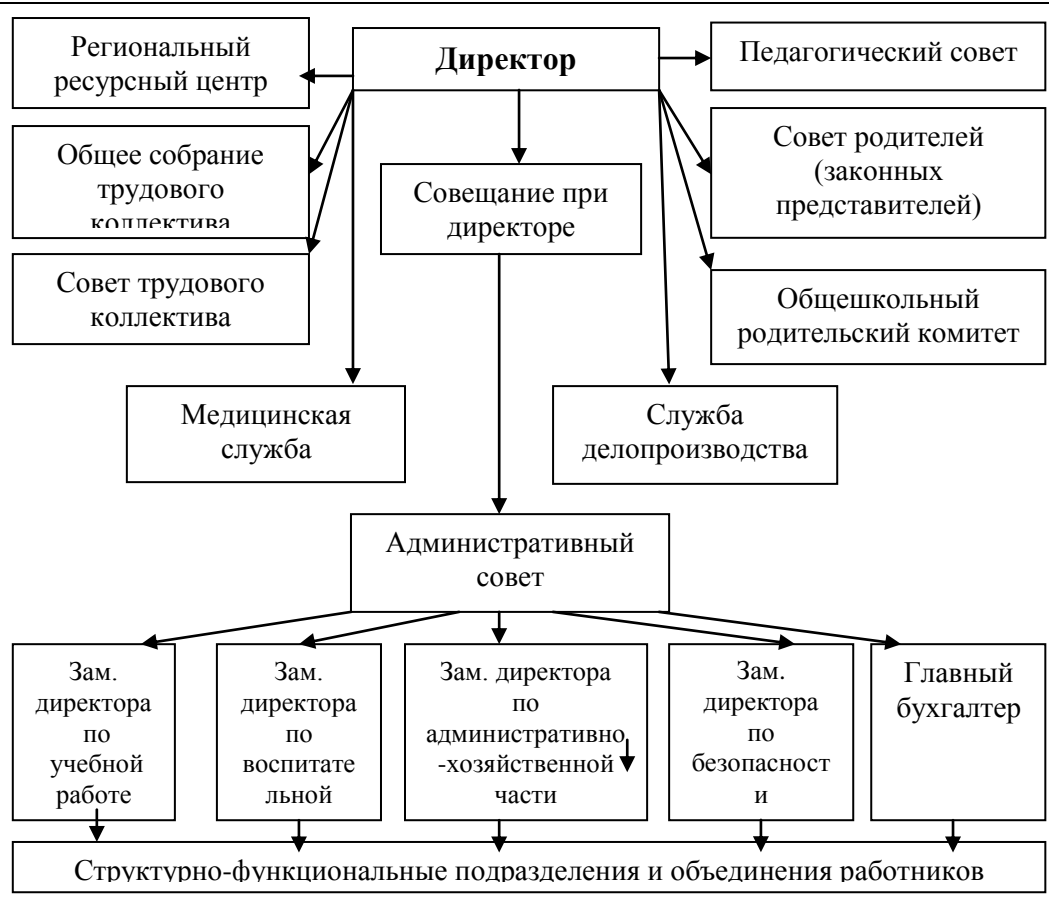 Региональный
ресурсный центр
Директор
Педагогический совет
Общее собрание
трудового
коллектива
Совещание при
директоре
Совет родителей
(законных
представителей)
Совет трудового
коллектива
Общешкольный
родительский комитет
Медицинская
служба
Служба
делопроизводства
Административный
совет
Зам.
директора
по
учебной
работе
Зам.
директора
по
воспитате
льной
Зам. директора
по
административно
-хозяйственной
части
Зам.
директора
по
безопасност
и
Главный
бухгалтер
Структурно-функциональные подразделения и объединения работников